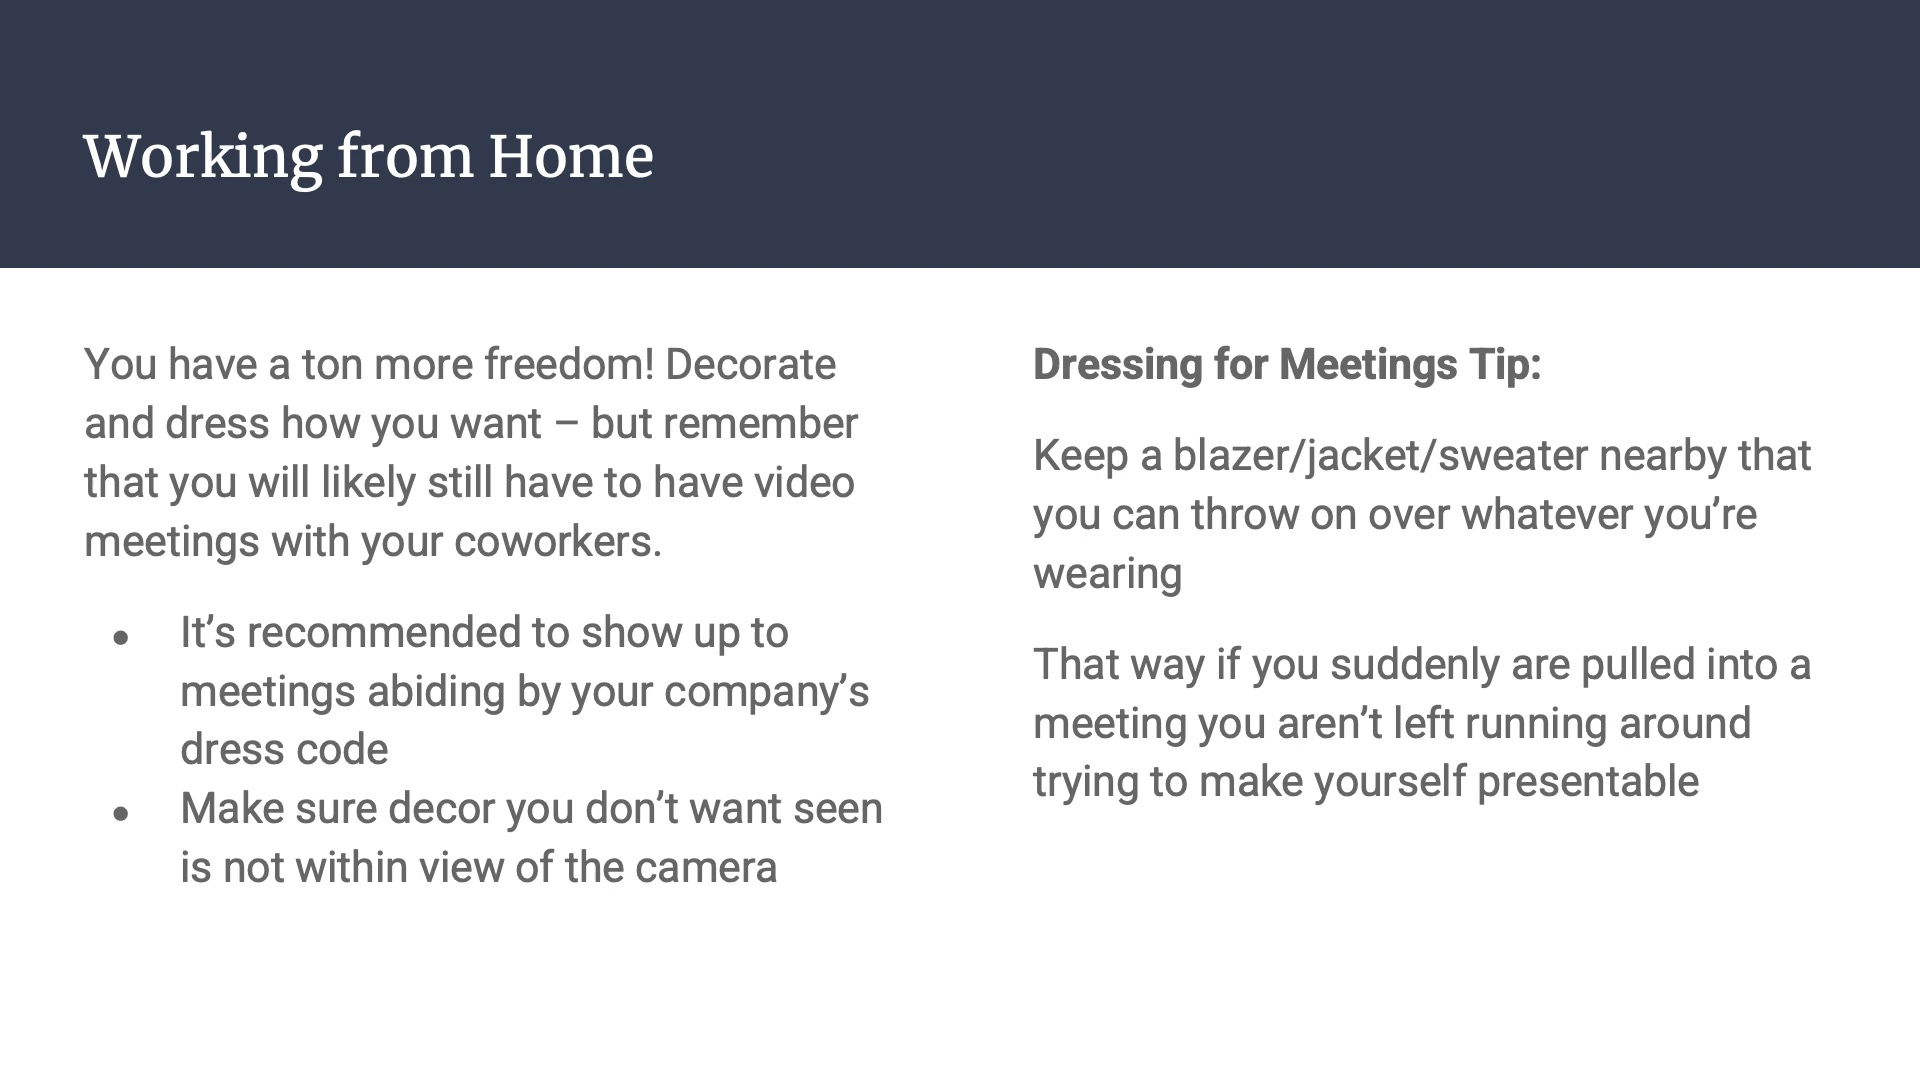 Working from Home
You have a ton more freedom! Decorate
and dress how you want – but remember
that you will likely still have to have video
meetings with your coworkers.
● It’s recommended to show up to
meetings abiding by your company’s
dress code
● Make sure decor you don’t want seen
is not within view of the camera
Dressing for Meetings Tip:
Keep a blazer/jacket/sweater nearby that
you can throw on over whatever you’re
wearing
That way if you suddenly are pulled into a
meeting you aren’t left running around
trying to make yourself presentable